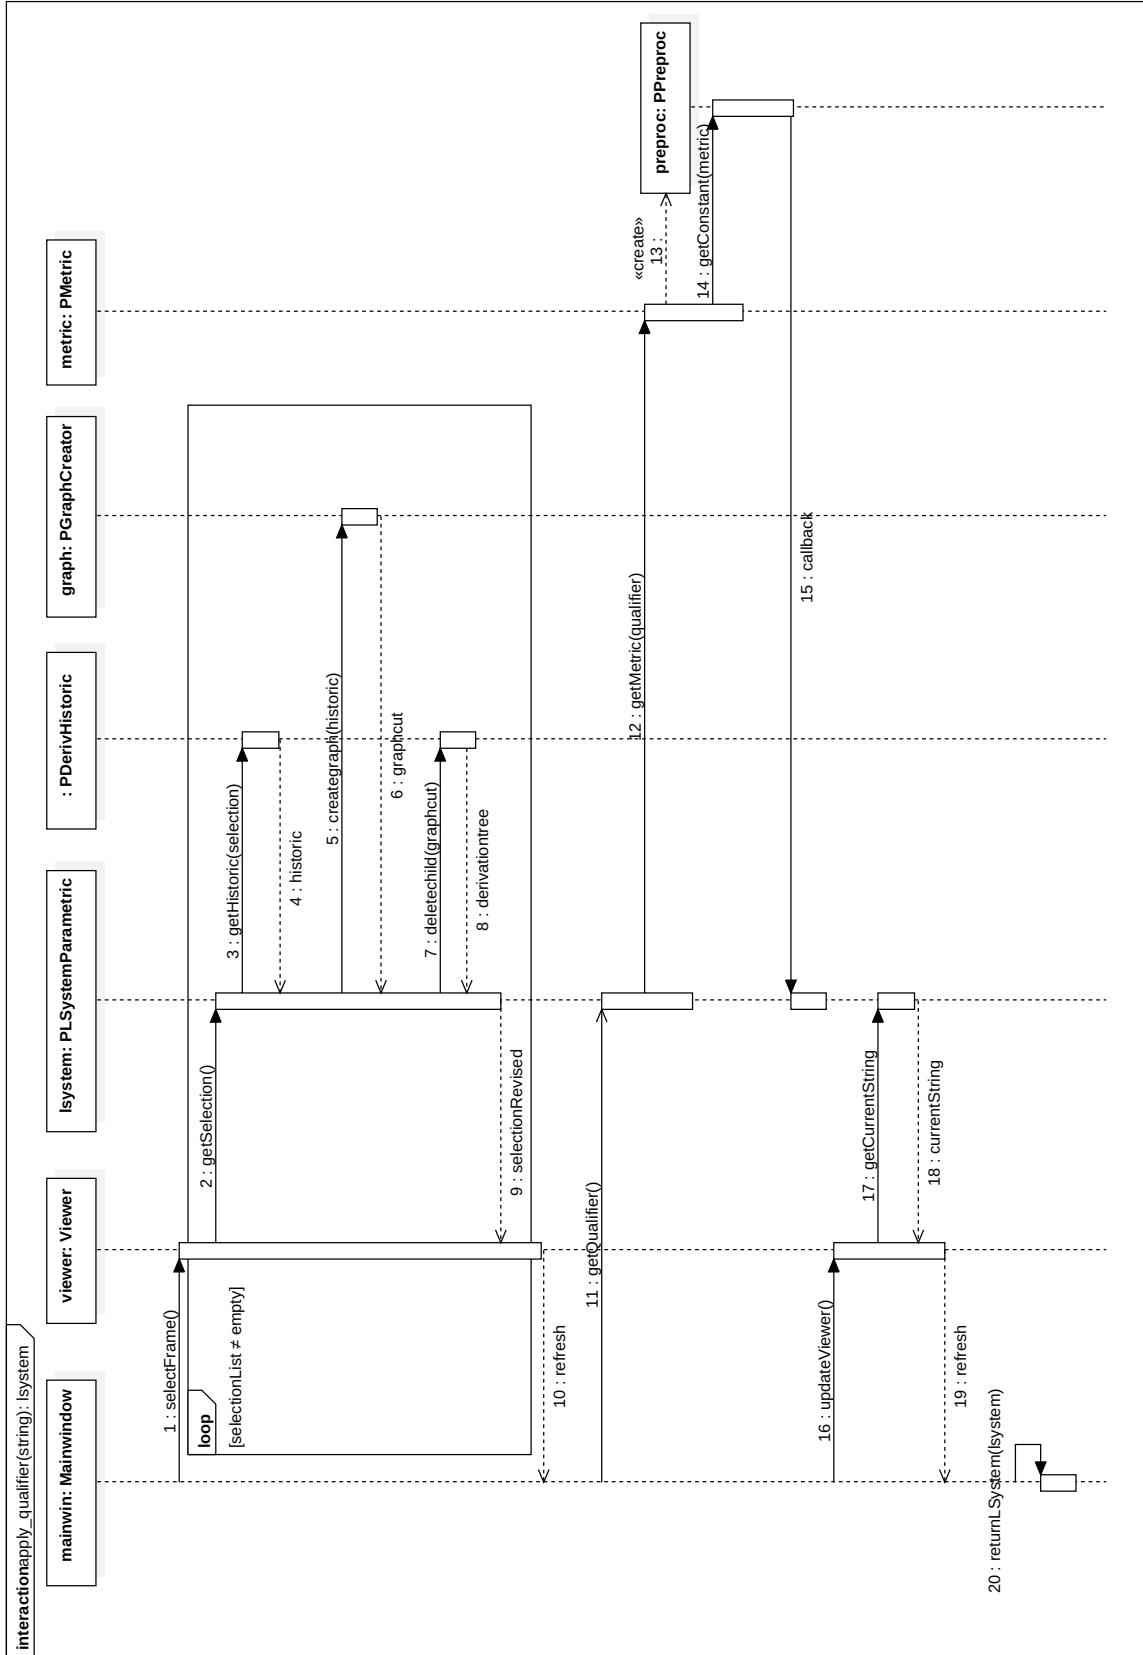 interactionapply_qualifier(string): lsystem
mainwin: Mainwindow
viewer: Viewer
lsystem: PLSystemParametric
: PDerivHistoric
graph: PGraphCreator
metric: PMetric
preproc: PPreproc
loop
[selectionList ≠ empty]
1 : selectFrame()
2 : getSelection()
3 : getHistoric(selection)
4 : historic
5 : creategraph(historic)
6 : graphcut
7 : deletechild(graphcut)
8 : derivationtree
9 : selectionRevised
10 : refresh
11 : getQualifier()
12 : getMetric(qualifier)
«create»
13 :
14 : getConstant(metric)
15 : callback
16 : updateViewer()
17 : getCurrentString
18 : currentString
19 : refresh
20 : returnLSystem(lsystem)